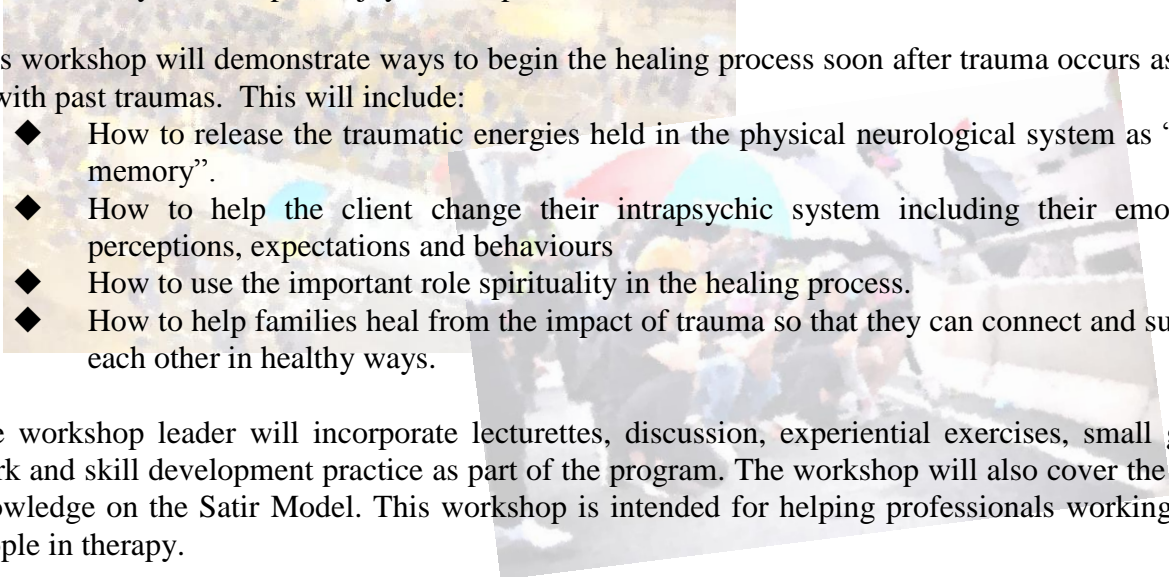 s workshop will demonstrate ways to begin the healing process soon after trauma occurs as
with past traumas. This will include:
◆ How to release the traumatic energies held in the physical neurological system as “
memory”.
◆ How to help the client change their intrapsychic system including their emo
perceptions, expectations and behaviours
◆ How to use the important role spirituality in the healing process.
◆ How to help families heal from the impact of trauma so that they can connect and su
each other in healthy ways.
e workshop leader will incorporate lecturettes, discussion, experiential exercises, small g
rk and skill development practice as part of the program. The workshop will also cover the
owledge on the Satir Model. This workshop is intended for helping professionals working
ple in therapy.